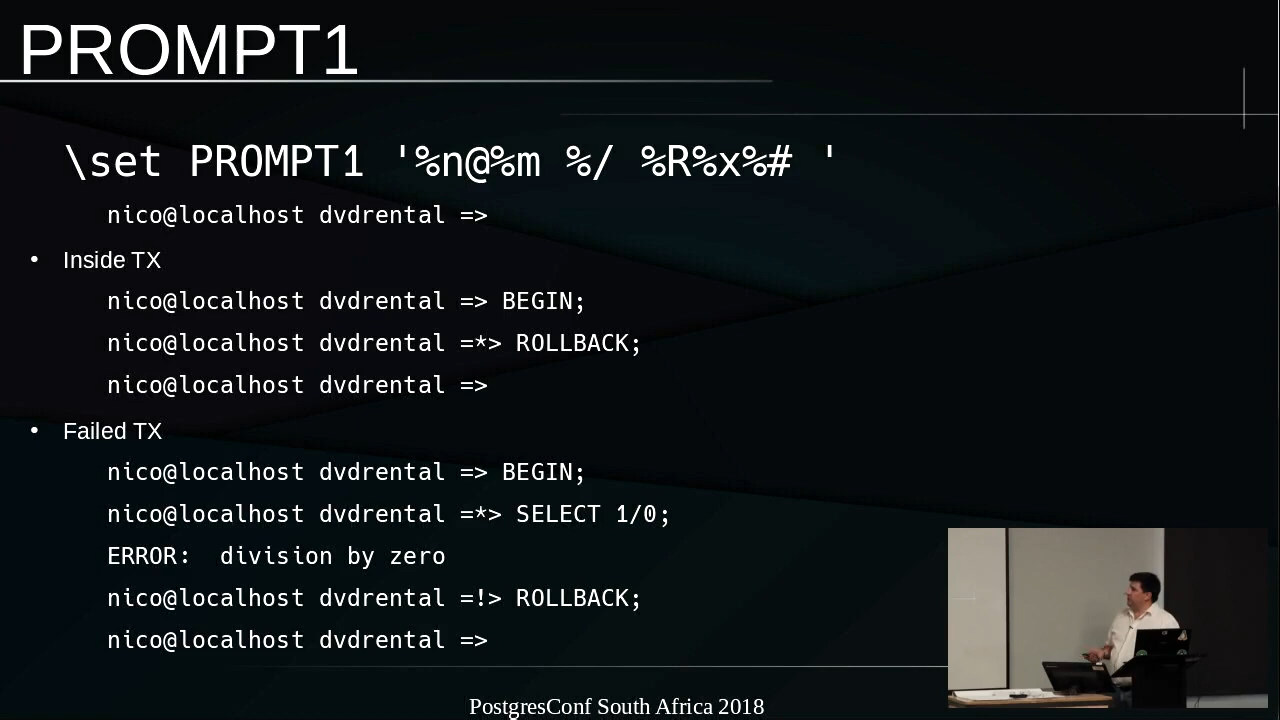 PROMPT1
\set PROMPT1 '%n@%m %/ %R%x%# '
nico@localhost dvdrental =>
• Inside TX
nico@localhost dvdrental => BEGIN;
nico@localhost dvdrental =*> ROLLBACK;
nico@localhost dvdrental =>
• Failed TX
nico@localhost dvdrental => BEGIN;
nico@localhost dvdrental =*> SELECT 1/0;
ERROR:  division by zero
nico@localhost dvdrental =!> ROLLBACK;
nico@localhost dvdrental =>
PostgresConf South Africa 2018